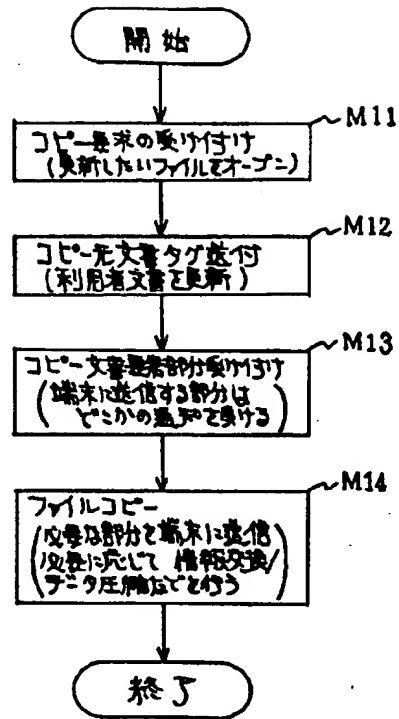 開始
M11
コピー要求の受け付け
(更新したいファイルをオープン)
M12
コピー元文書タグ送付
(利用者文書を更新)
M13
コピー文書要素部分受け付け
(端末に送信する部分は
どこかの通知を受ける)
M14
ファイルコピー
(必要な部分を端末に送信
必要に応じて 情報交換/
データ圧縮などを行う)
終了